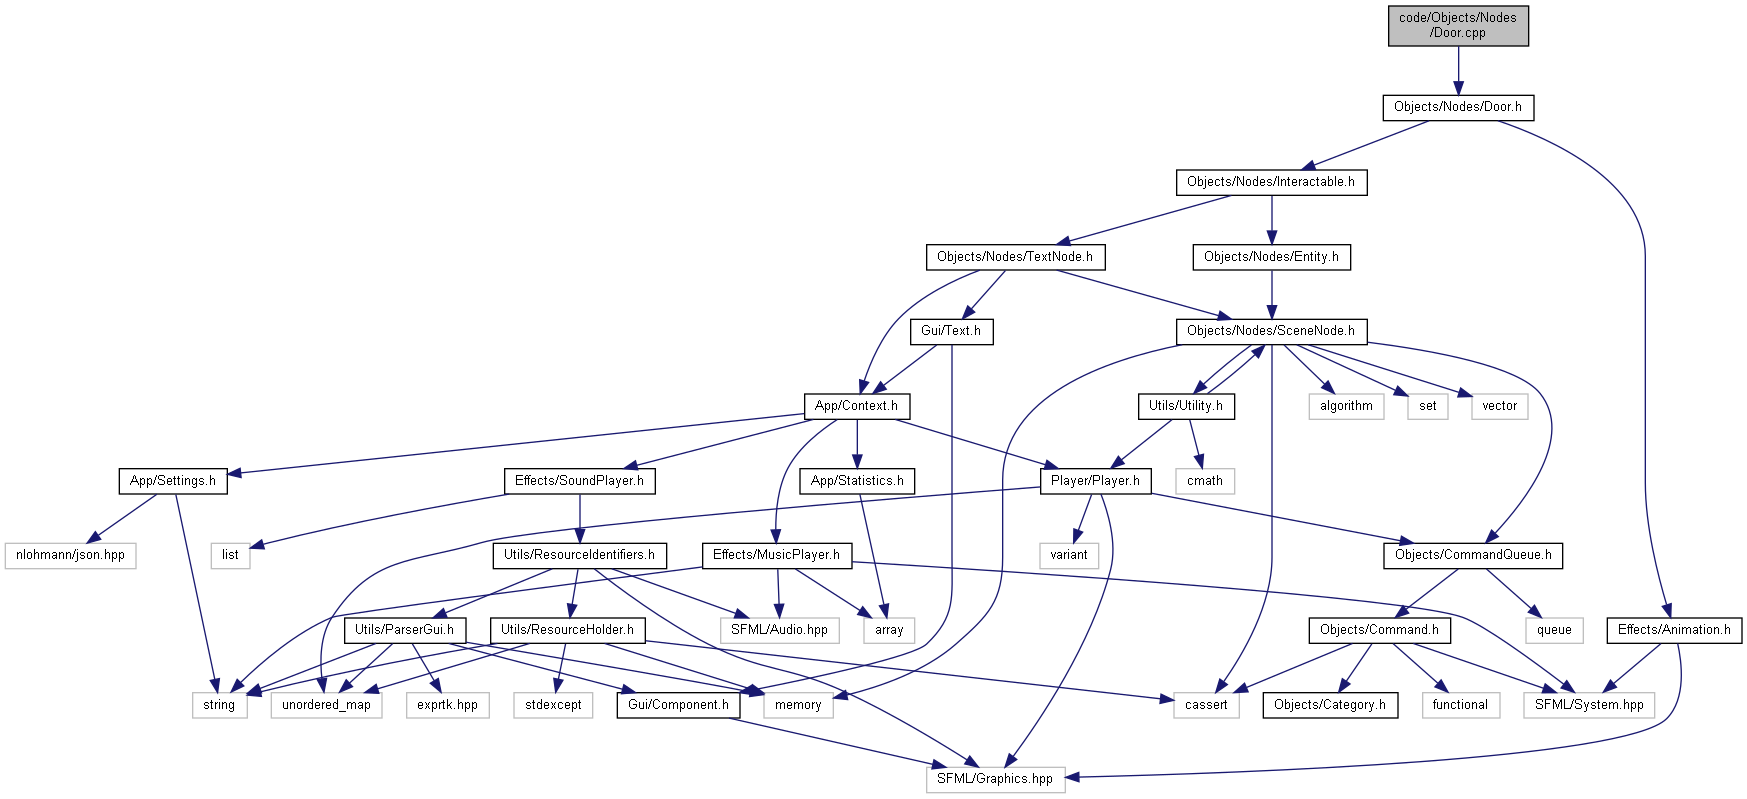 code/Objects/Nodes
/Door.cpp
Objects/Nodes/Door.h
Objects/Nodes/Interactable.h
Objects/Nodes/TextNode.h
Objects/Nodes/Entity.h
Gui/Text.h
Objects/Nodes/SceneNode.h
App/Context.h
Utils/Utility.h
algorithm
set
vector
App/Settings.h
Effects/SoundPlayer.h
App/Statistics.h
Player/Player.h
cmath
nlohmann/json.hpp
list
Utils/ResourceIdentifiers.h
Effects/MusicPlayer.h
variant
Objects/CommandQueue.h
Utils/ParserGui.h
Utils/ResourceHolder.h
SFML/Audio.hpp
array
Objects/Command.h
queue
Effects/Animation.h
string
unordered_map
exprtk.hpp
stdexcept
Gui/Component.h
memory
cassert
Objects/Category.h
functional
SFML/System.hpp
SFML/Graphics.hpp